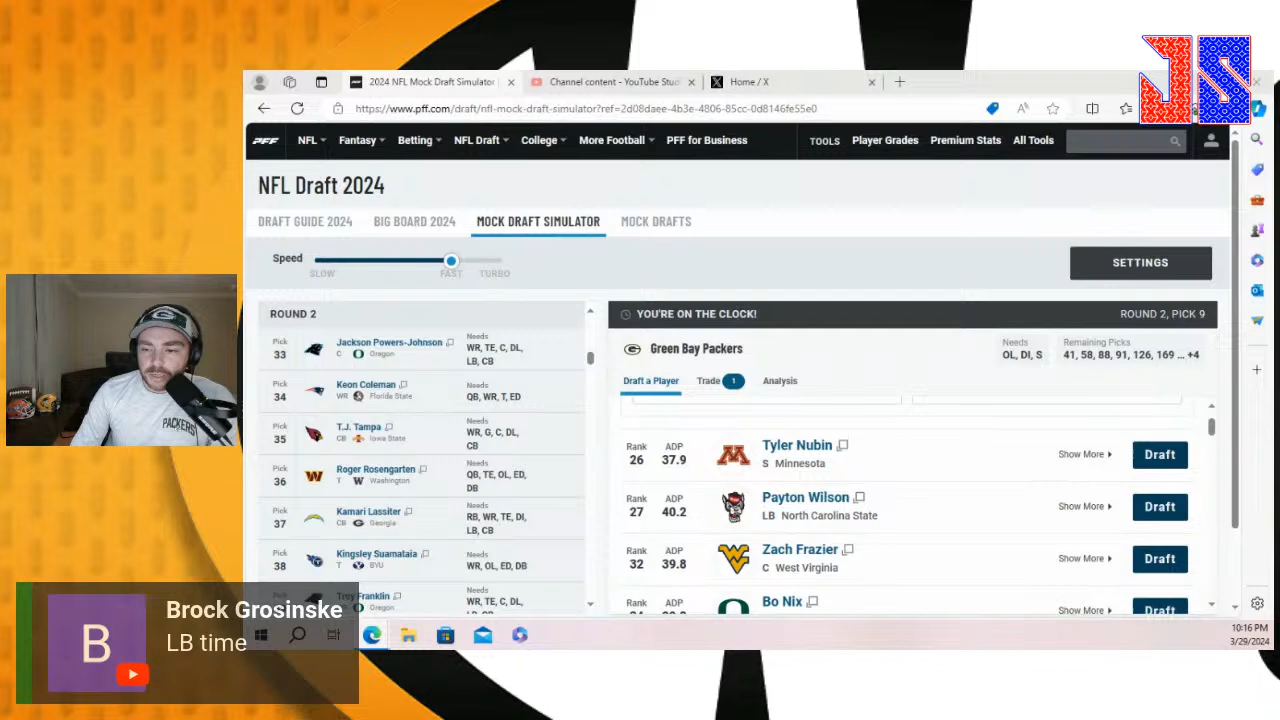 2024 NFL Mock Draft Simulator
Channel content - YouTube Stud
Home / X
https://www.pff.com/draft/nfl-mock-draft-simulator?ref=2d08daee-4b3e-4806-85cc-0d8146fe55e0
JS
PFF
NFL
Fantasy
Betting
NFL Draft
College
More Football
PFF for Business
TOOLS
Player Grades
Premium Stats
All Tools
NFL Draft 2024
DRAFT GUIDE 2024
BIG BOARD 2024
MOCK DRAFT SIMULATOR
MOCK DRAFTS
Speed
SLOW
FAST
TURBO
SETTINGS
ROUND 2
Pick
33
Jackson Powers-Johnson
C Oregon
Needs
WR, TE, C, DL,
LB, CB
Pick
34
Keon Coleman
WR Florida State
Needs
QB, WR, T, ED
Pick
35
T.J. Tampa
CB Iowa State
Needs
WR, G, C, DL,
CB
Pick
36
Roger Rosengarten
T Washington
Needs
QB, TE, OL, ED,
DB
Pick
37
Kamari Lassiter
CB Georgia
Needs
RB, WR, TE, DI,
LB, CB
Pick
38
Kingsley Suamataia
T BYU
Needs
WR, OL, ED, DB
Troy Franklin
Oregon
Needs
WR, TE, C, DL,
LB, CB
YOU'RE ON THE CLOCK!
ROUND 2, PICK 9
Green Bay Packers
Needs
OL, DI, S
Remaining Picks
41, 58, 88, 91, 126, 169 ... +4
Draft a Player
Trade 1
Analysis
Rank
26
ADP
37.9
Tyler Nubin
S Minnesota
Show More
Draft
Rank
27
ADP
40.2
Payton Wilson
LB North Carolina State
Show More
Draft
Rank
32
ADP
39.8
Zach Frazier
C West Virginia
Show More
Draft
Rank
ADP
Bo Nix
Show More
Draft
PACKERS
B
Brock Grosinske
LB time
10:16 PM
3/29/2024